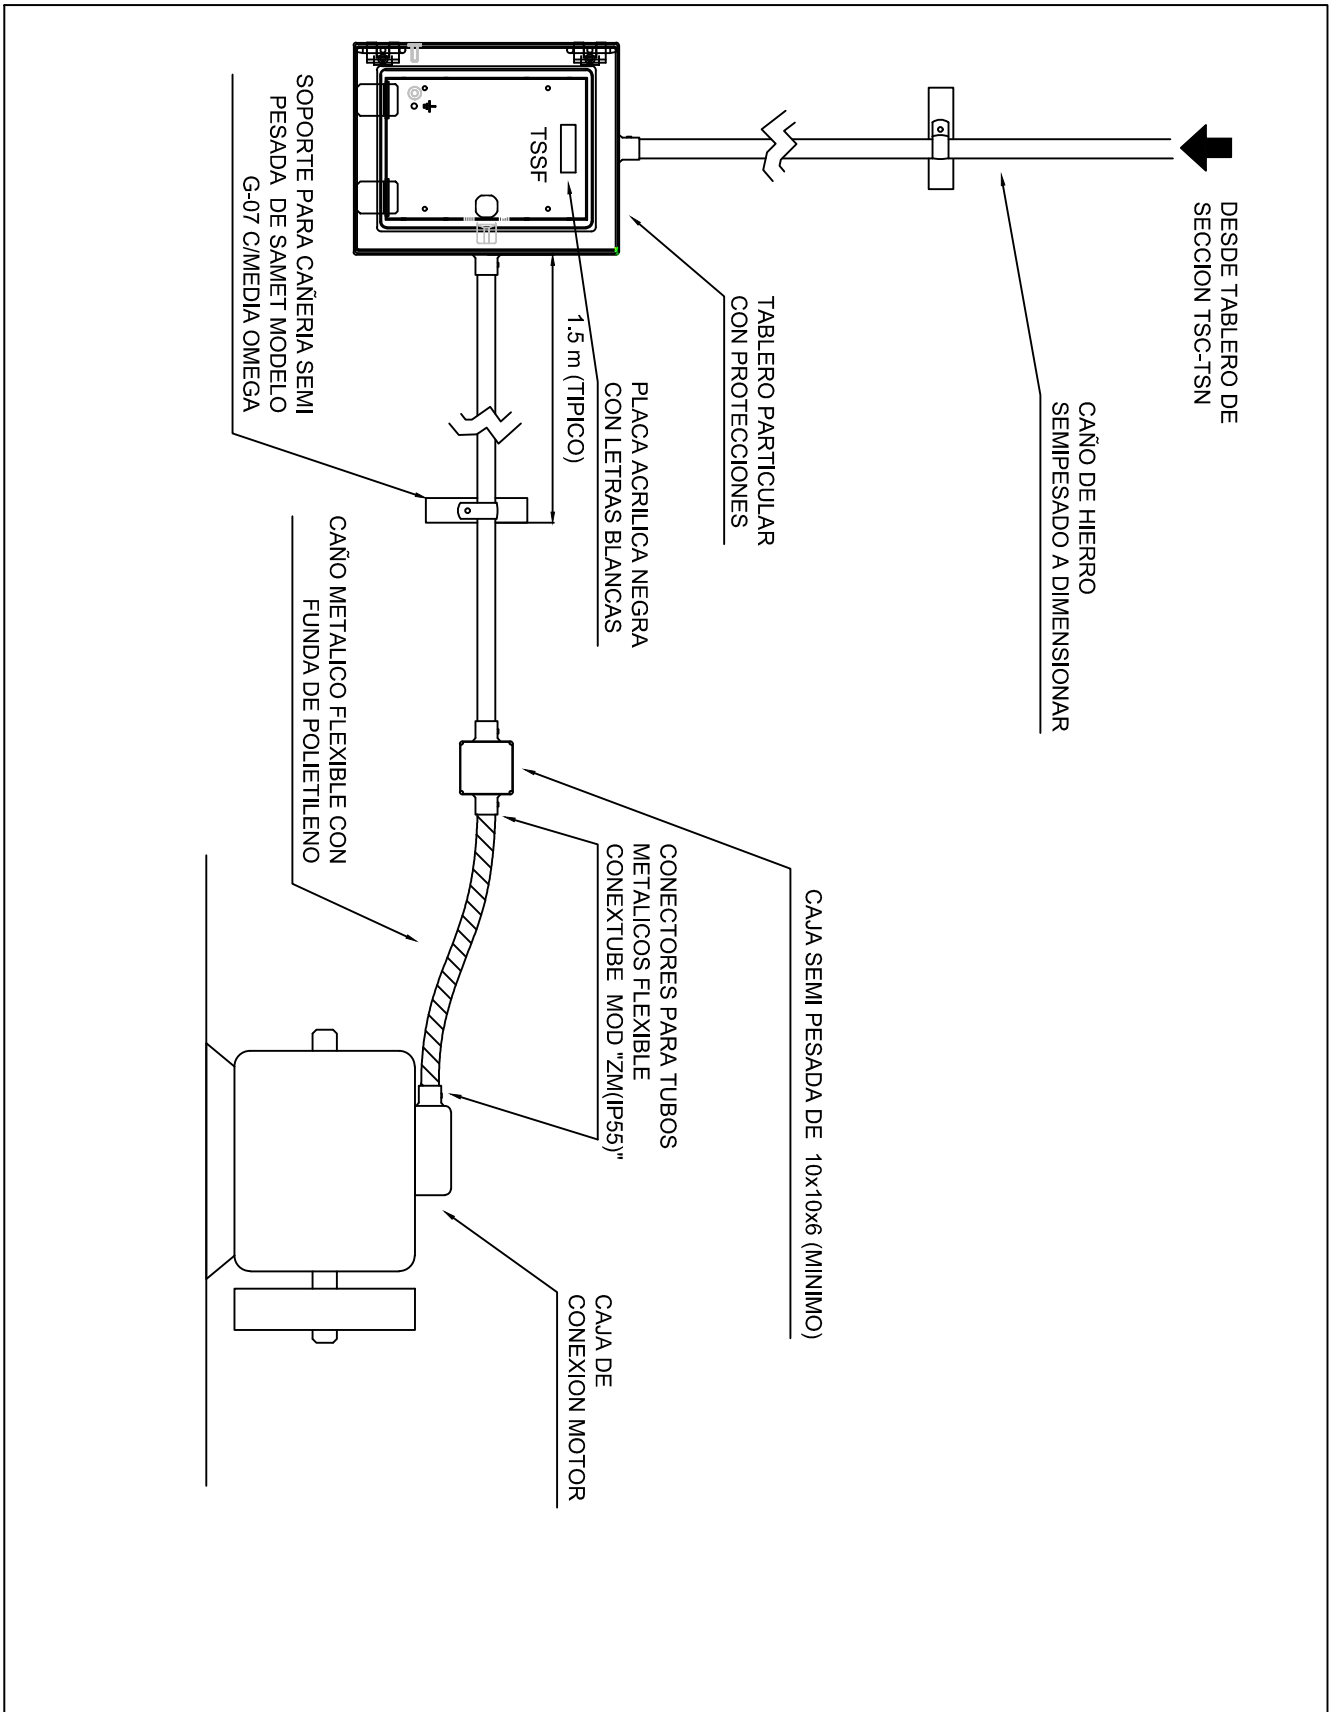 DESDE TABLERO DE
SECCION TSC-TSN
CAÑO DE HIERRO
SEMIPESADO A DIMENSIONAR
TABLERO PARTICULAR
CON PROTECCIONES
PLACA ACRILICA NEGRA
CON LETRAS BLANCAS
1.5 m (TIPICO)
TSSF
SOPORTE PARA CAÑERIA SEMI
PESADA DE SAMET MODELO
G-07 C/MEDIA OMEGA
CAJA SEMI PESADA DE 10x10x6 (MINIMO)
CONECTORES PARA TUBOS
METALICOS FLEXIBLE
CONEXTUBE MOD "ZM(IP55)"
CAÑO METALICO FLEXIBLE CON
FUNDA DE POLIETILENO
CAJA DE
CONEXION MOTOR